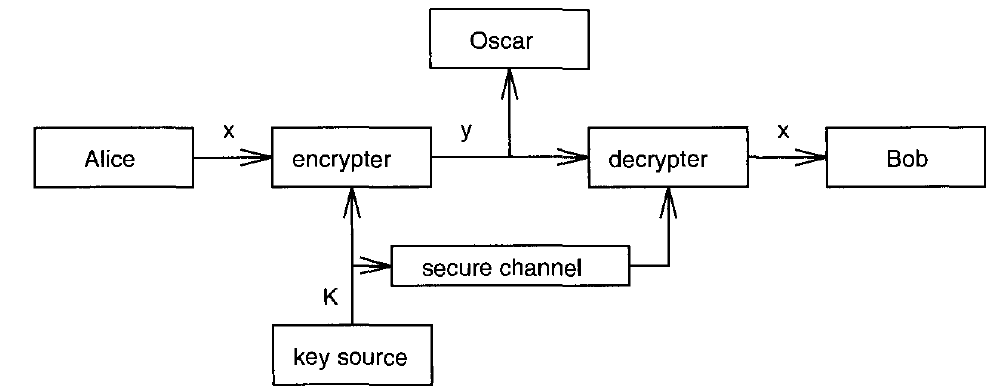 Oscar
x
y
x
Alice
encrypter
decrypter
Bob
secure channel
K
key source